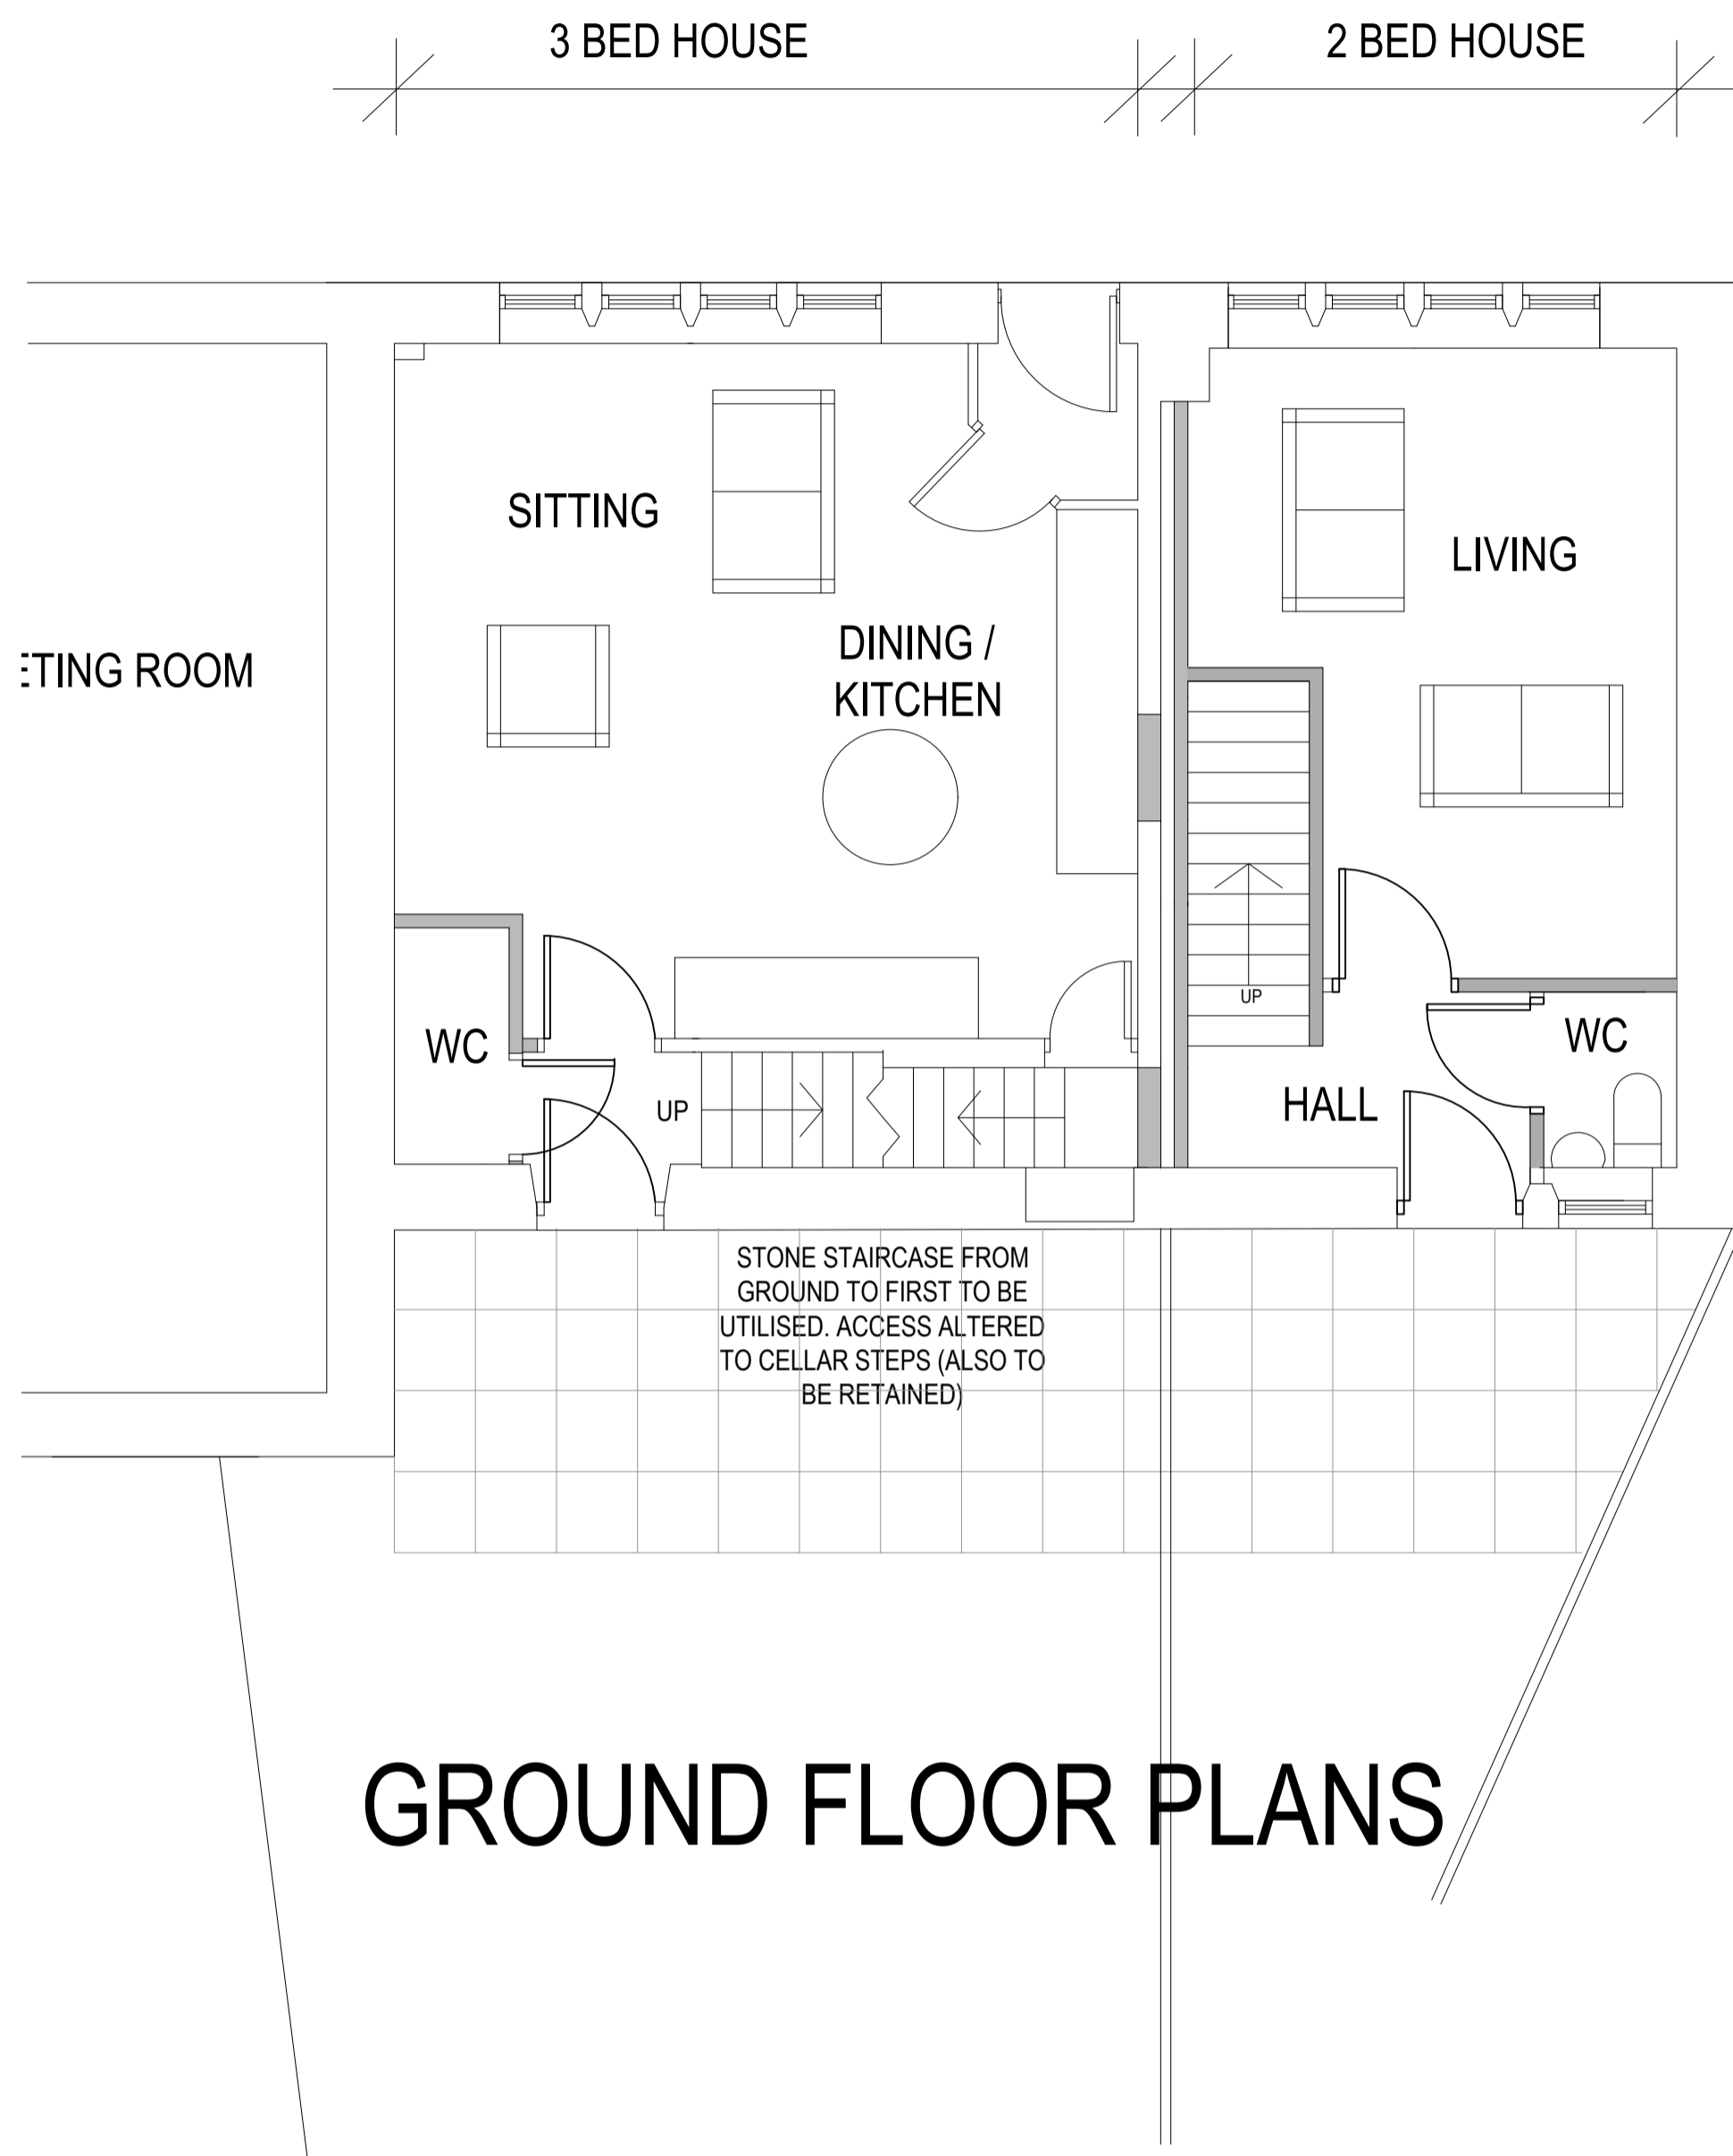 3 BED HOUSE
2 BED HOUSE
SITTING
LIVING
DINING /
KITCHEN
ETING ROOM
UP
WC
WC
HALL
UP
STONE STAIRCASE FROM
GROUND TO FIRST TO BE
UTILISED. ACCESS ALTERED
TO CELLAR STEPS (ALSO TO
BE RETAINED)
GROUND FLOOR PLANS